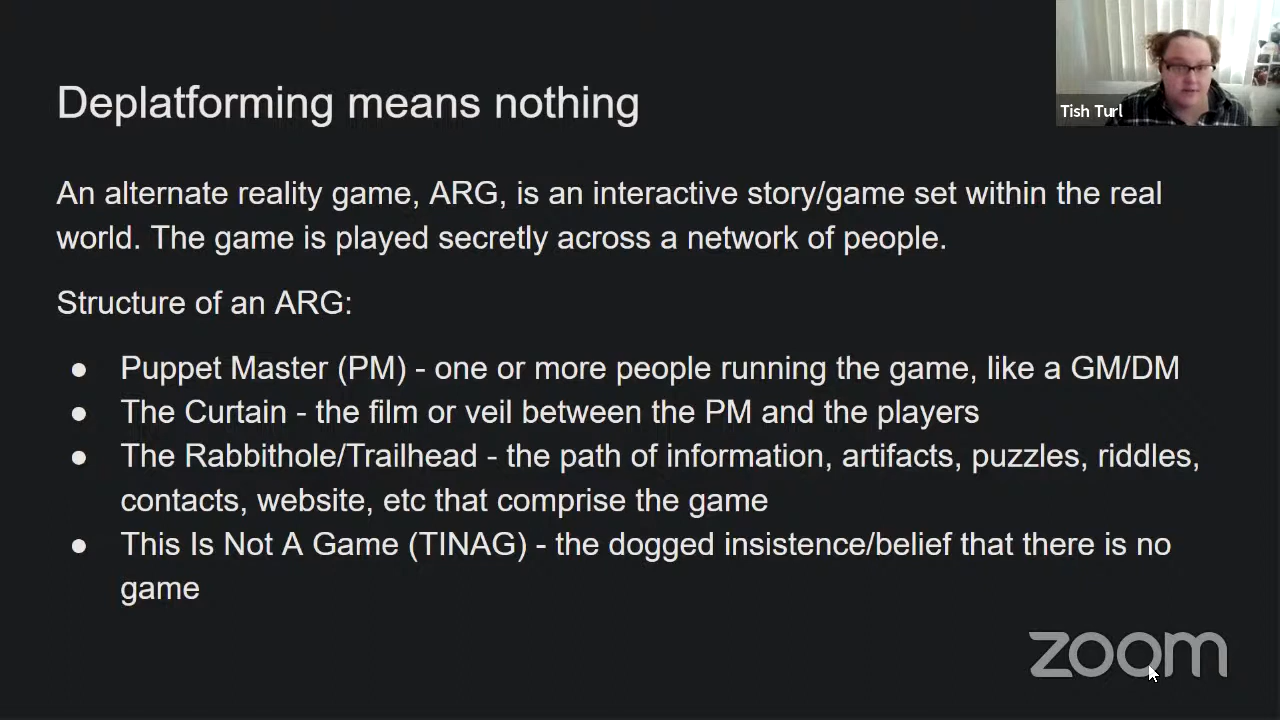 Deplatforming means nothing
Tish Turl
An alternate reality game, ARG, is an interactive story/game set within the real
world. The game is played secretly across a network of people.
Structure of an ARG:
● Puppet Master (PM) - one or more people running the game, like a GM/DM
● The Curtain - the film or veil between the PM and the players
● The Rabbithole/Trailhead - the path of information, artifacts, puzzles, riddles,
contacts, website, etc that comprise the game
● This Is Not A Game (TINAG) - the dogged insistence/belief that there is no
game
zoom